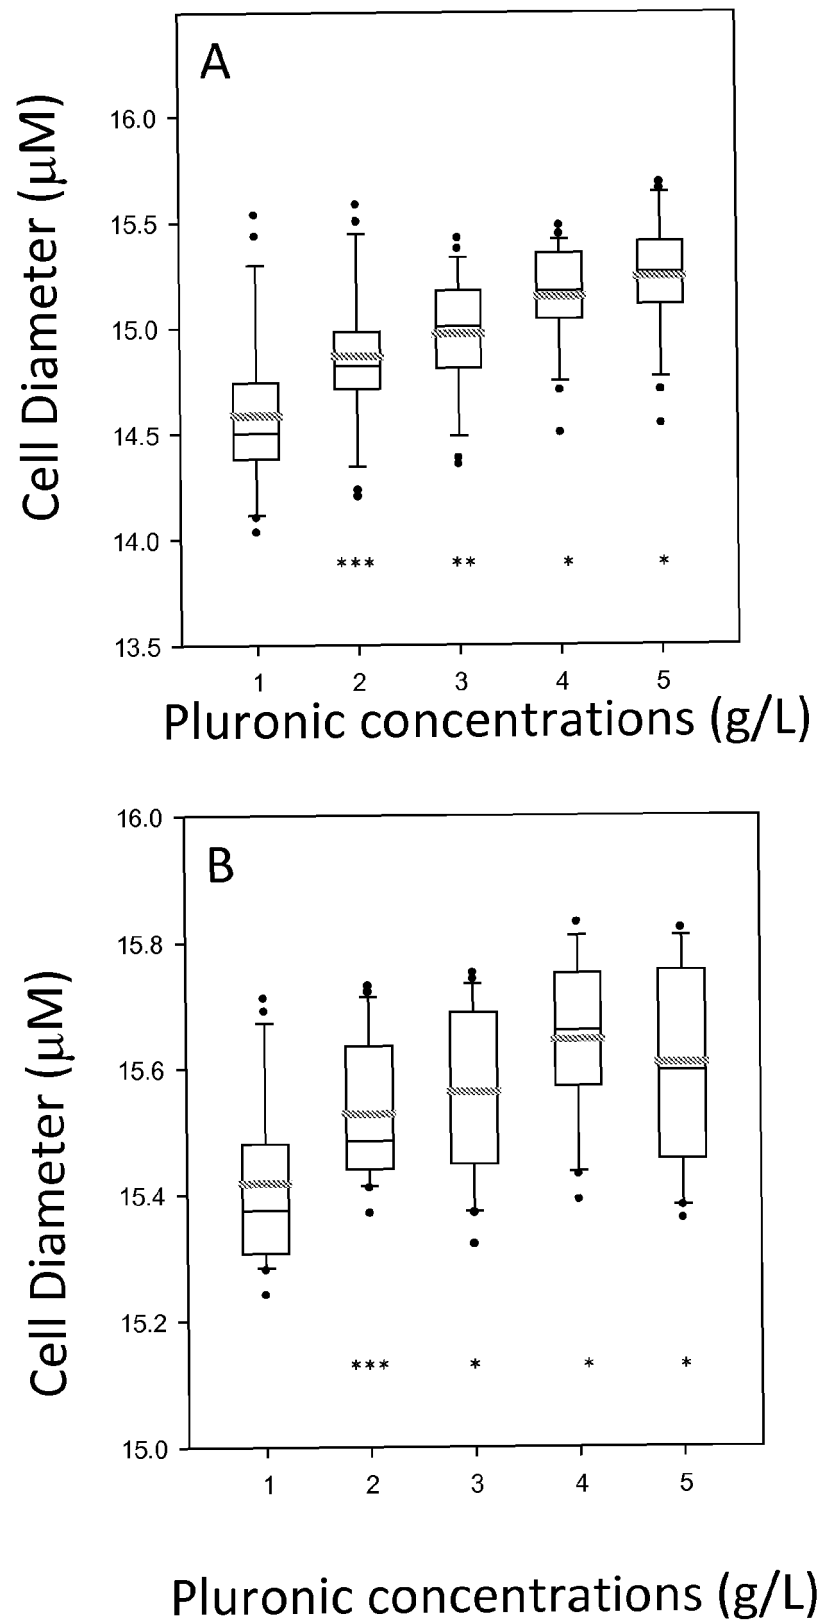 A
Cell Diameter (μM)
16.0
15.5
15.0
14.5
14.0
13.5
*** ** * *
1 2 3 4 5
Pluronic concentrations (g/L)
B
Cell Diameter (μM)
16.0
15.8
15.6
15.4
15.2
15.0
*** * * *
1 2 3 4 5
Pluronic concentrations (g/L)